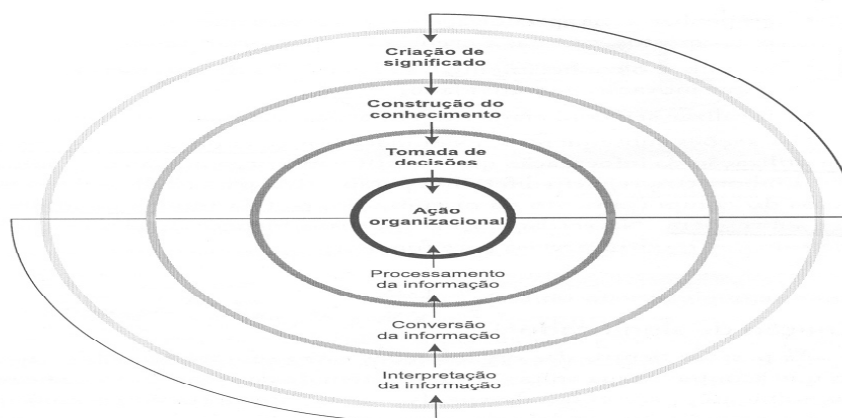 Criação de
significado
Construção do
conhecimento
Tomada de
decisões
Ação
organizacional
Processamento
da informação
Conversão
da informação
Interpretação
da informação